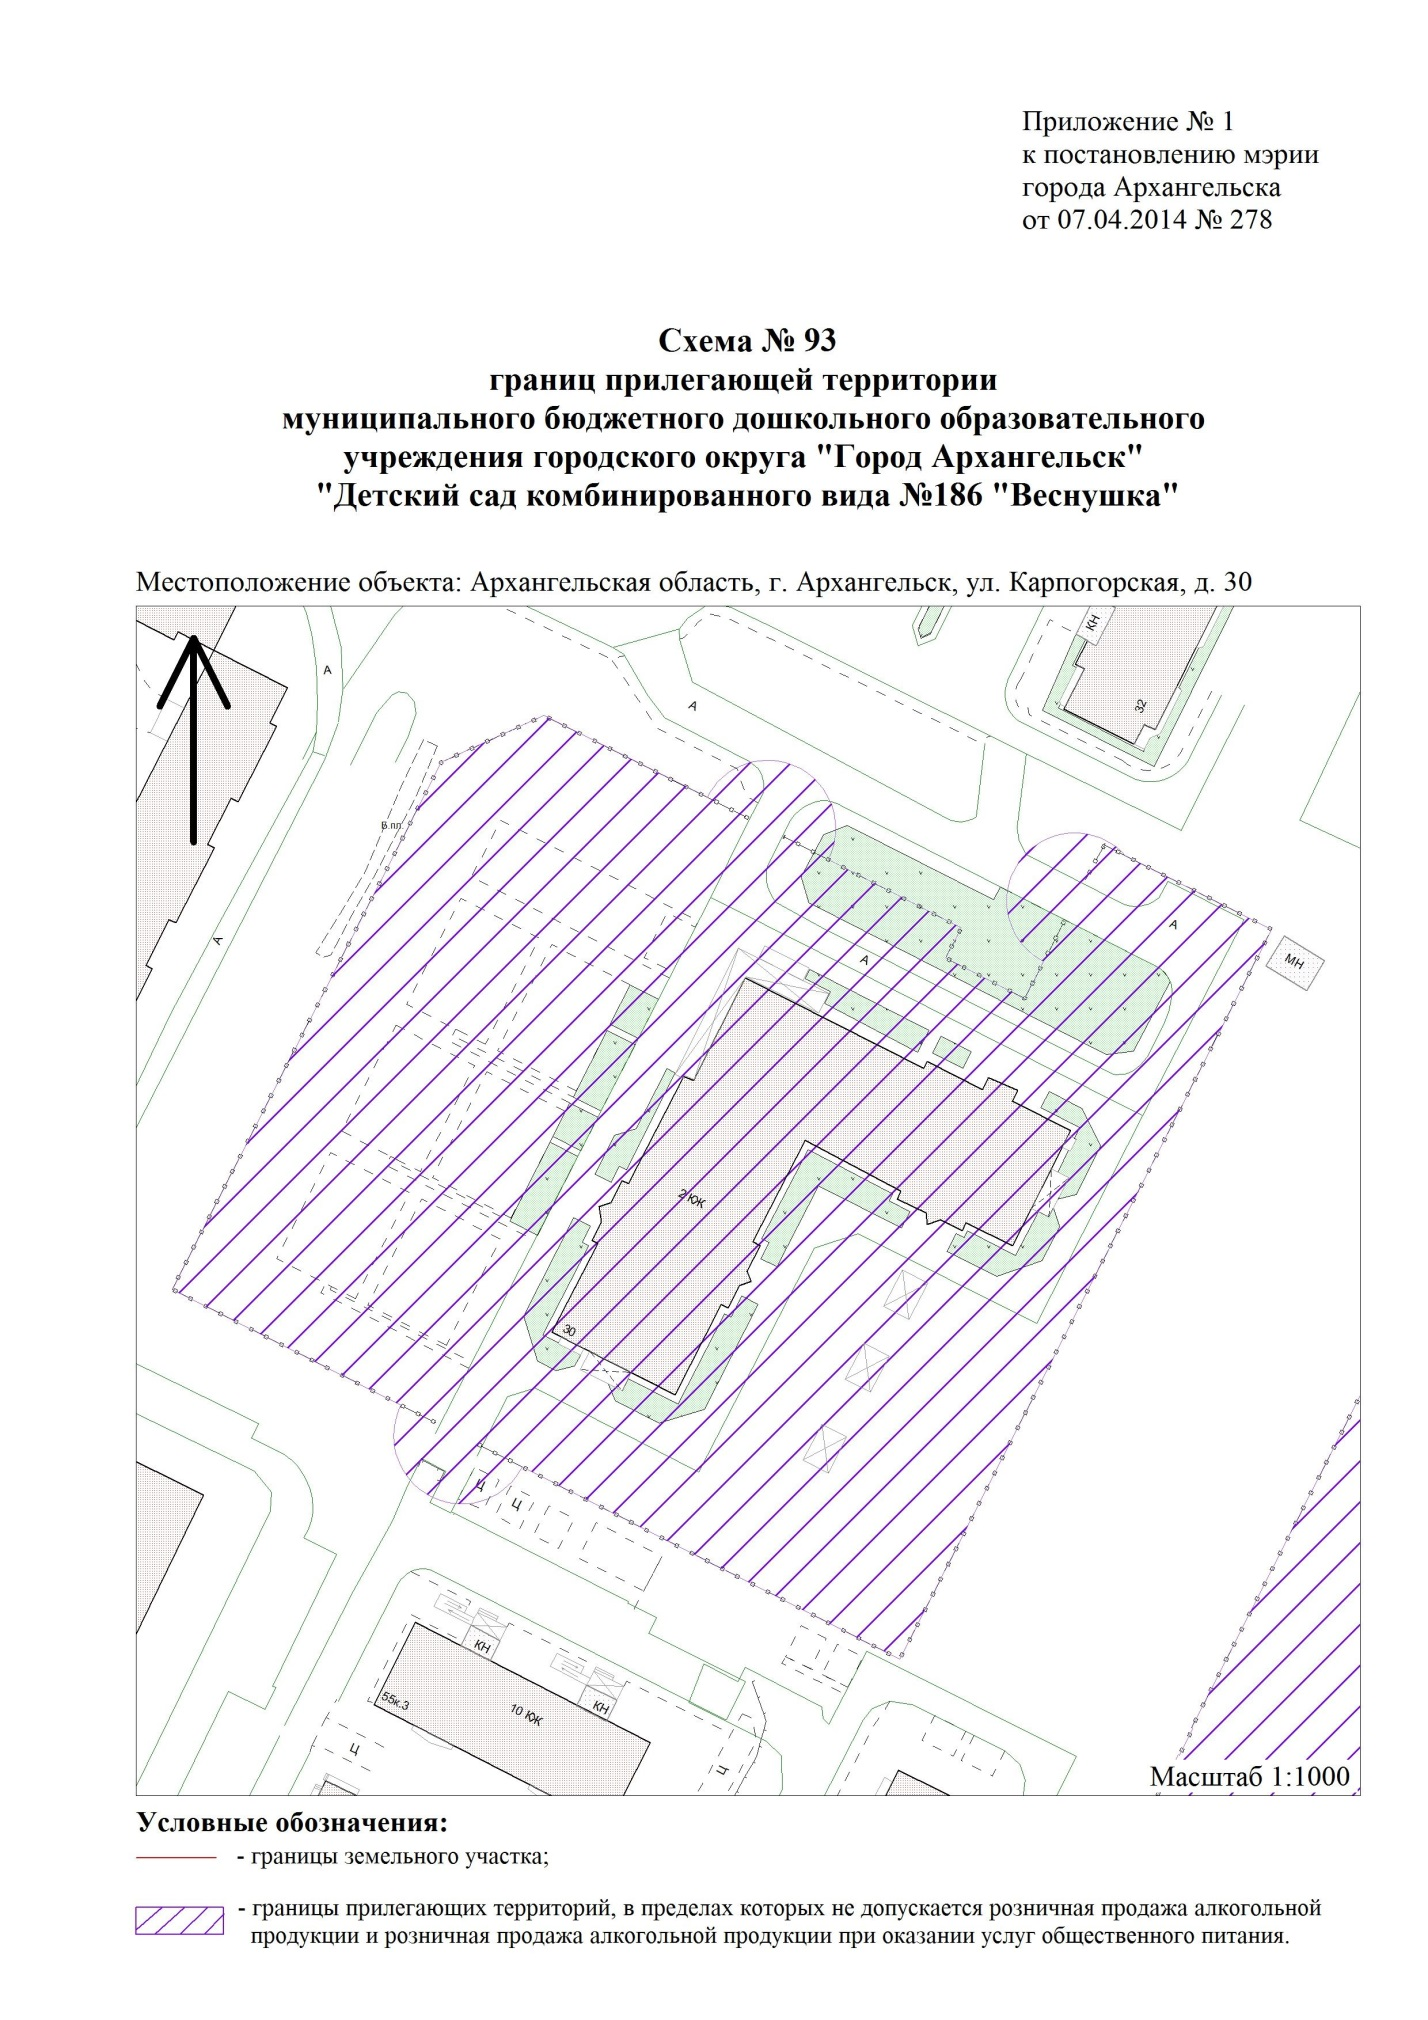 Приложение № 1
к постановлению мэрии
города Архангельска
от 07.04.2014 № 278
Схема № 93
границ прилегающей территории
муниципального бюджетного дошкольного образовательного
учреждения городского округа "Город Архангельск"
"Детский сад комбинированного вида №186 "Веснушка"
Местоположение объекта: Архангельская область, г. Архангельск, ул. Карпогорская, д. 30
КН
А
А
32
Б.пл.
А
А
А
МН
2 КЖ
30
Ц
Ц
КН
55к.3
10 КЖ
КН
Ц
Ц
Масштаб 1:1000
Условные обозначения:
- границы земельного участка;
- границы прилегающих территорий, в пределах которых не допускается розничная продажа алкогольной
продукции и розничная продажа алкогольной продукции при оказании услуг общественного питания.